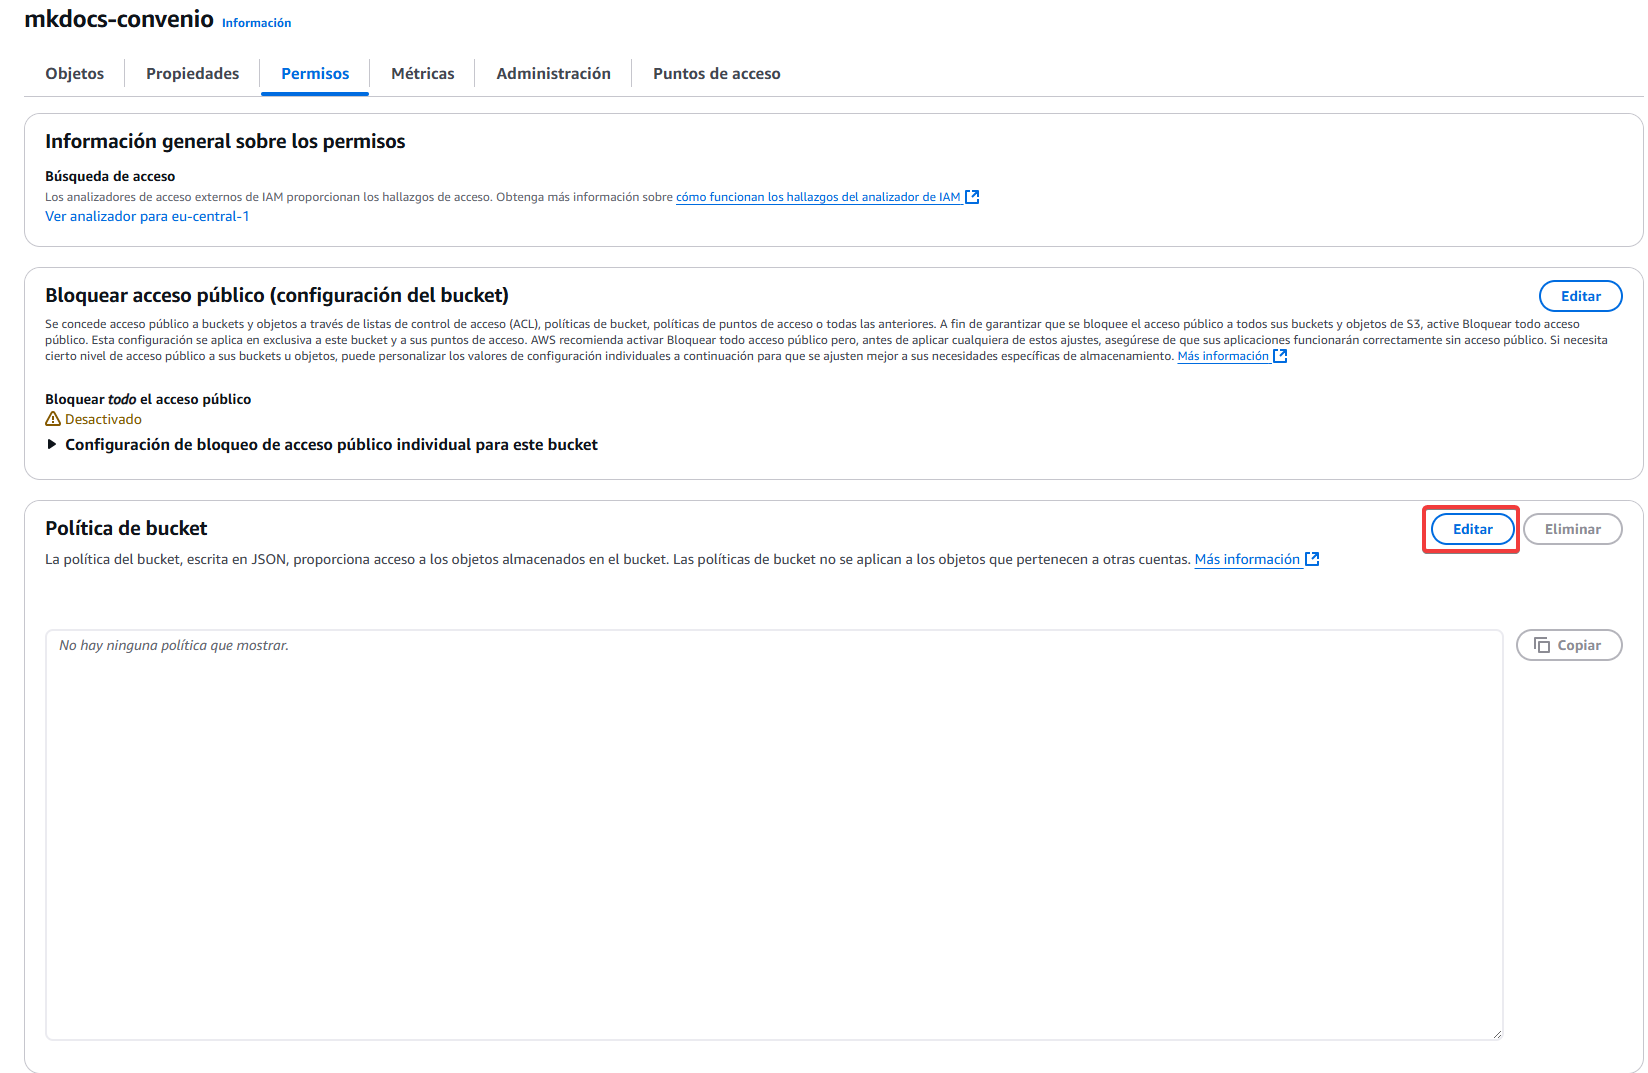 mkdocs-convenio Información
Objetos Propiedades Permisos Métricas Administración Puntos de acceso
Información general sobre los permisos
Búsqueda de acceso
Los analizadores de acceso externos de IAM proporcionan los hallazgos de acceso. Obtenga más información sobre cómo funcionan los hallazgos del analizador de IAM
Ver analizador para eu-central-1
Bloquear acceso público (configuración del bucket)
Editar
Se concede acceso público a buckets y objetos a través de listas de control de acceso (ACL), políticas de bucket, políticas de puntos de acceso o todas las anteriores. A fin de garantizar que se bloquee el acceso público a todos sus buckets y objetos de S3, active Bloquear todo acceso
público. Esta configuración se aplica en exclusiva a este bucket y a sus puntos de acceso. AWS recomienda activar Bloquear todo acceso público pero, antes de aplicar cualquiera de estos ajustes, asegúrese de que sus aplicaciones funcionarán correctamente sin acceso público. Si necesita
cierto nivel de acceso público a sus buckets u objetos, puede personalizar los valores de configuración individuales a continuación para que se ajusten mejor a sus necesidades específicas de almacenamiento. Más información
Bloquear todo el acceso público
Desactivado
Configuración de bloqueo de acceso público individual para este bucket
Política de bucket
Editar Eliminar
La política del bucket, escrita en JSON, proporciona acceso a los objetos almacenados en el bucket. Las políticas de bucket no se aplican a los objetos que pertenecen a otras cuentas. Más información
No hay ninguna política que mostrar.
Copiar